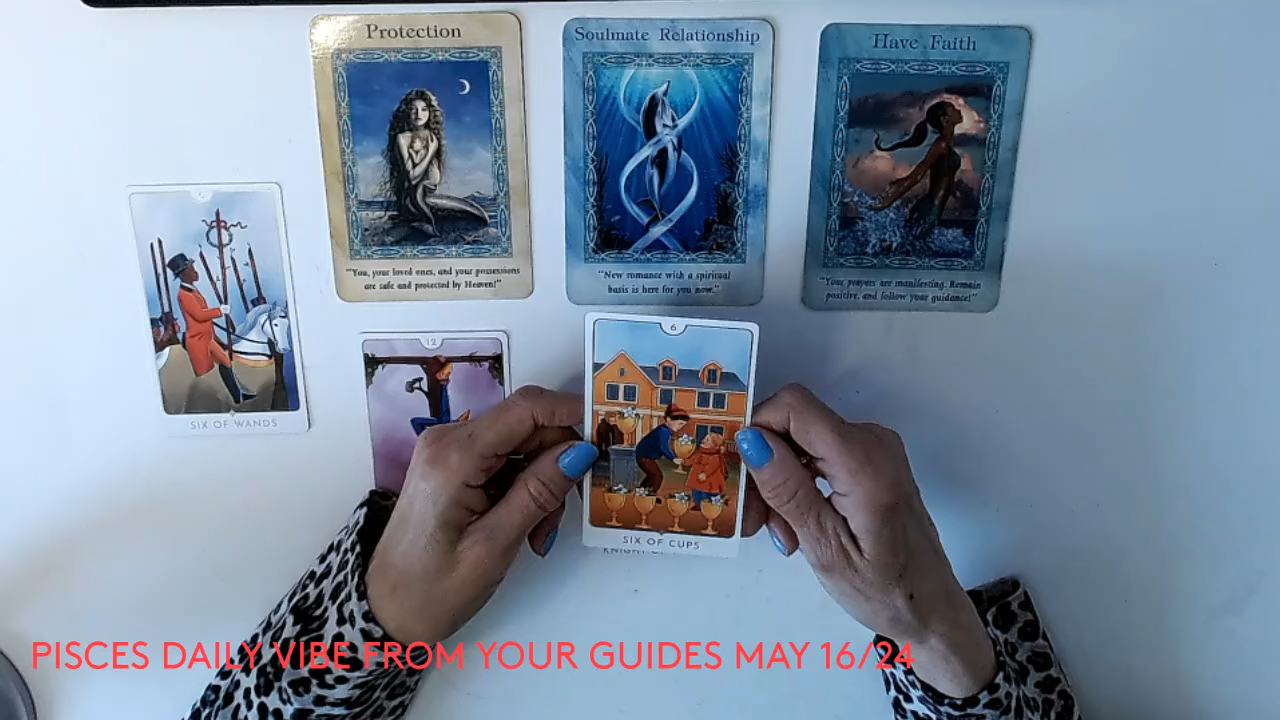 Protection
"You, your loved ones, and your possessions
are safe and protected by Heaven!"
Soulmate Relationship
"New romance with a spiritual
basis is here for you now."
Have Faith
"Your prayers are manifesting. Remain
positive, and follow your guidance!"
SIX OF WANDS
12
6
SIX OF CUPS
KNIGHT OF
PISCES DAILY VIBE FROM YOUR GUIDES MAY 16/24